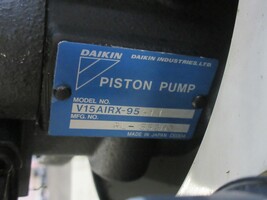 DAIKIN DAIKIN INDUSTRIES. LTD
PISTON PUMP
MODEL NO.
V15A1RX-95
MFG. NO.
MADE IN JAPAN